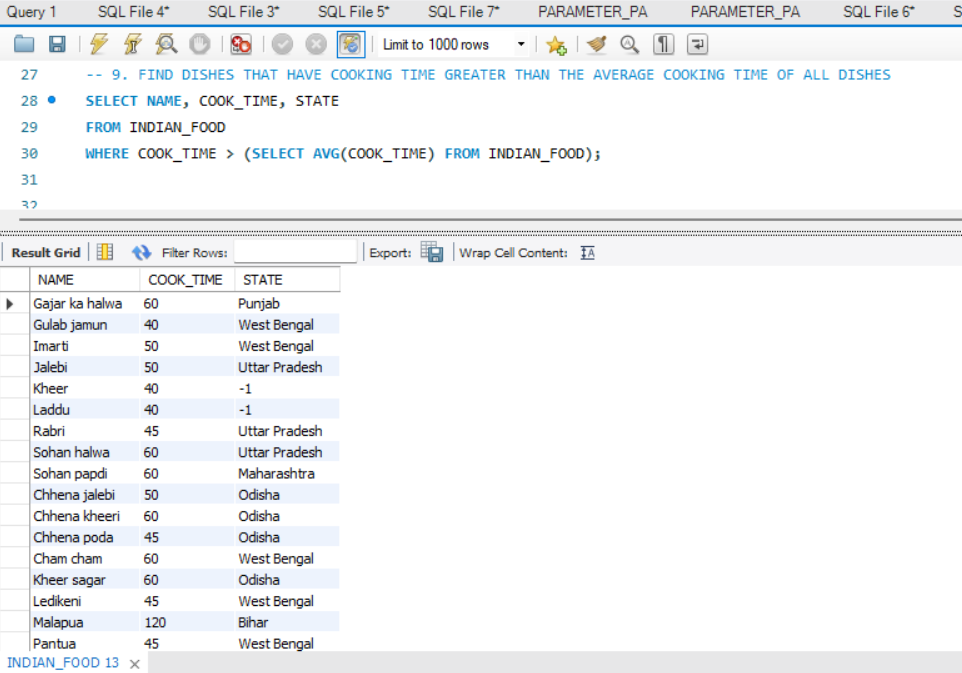 Query 1 SQL File 4* SQL File 3* SQL File 5* SQL File 7* PARAMETER_PA PARAMETER_PA SQL File 6* S
Limit to 1000 rows
27 -- 9. FIND DISHES THAT HAVE COOKING TIME GREATER THAN THE AVERAGE COOKING TIME OF ALL DISHES
28 SELECT NAME, COOK_TIME, STATE
29 FROM INDIAN_FOOD
30 WHERE COOK_TIME > (SELECT AVG(COOK_TIME) FROM INDIAN_FOOD);
31
32
Result Grid Filter Rows: Export: Wrap Cell Content: IA
NAME COOK_TIME STATE
Gajar ka halwa 60 Punjab
Gulab jamun 40 West Bengal
Imarti 50 West Bengal
Jalebi 50 Uttar Pradesh
Kheer 40 -1
Laddu 40 -1
Rabri 45 Uttar Pradesh
Sohan halwa 60 Uttar Pradesh
Sohan papdi 60 Maharashtra
Chhena jalebi 50 Odisha
Chhena kheeri 60 Odisha
Chhena poda 45 Odisha
Cham cham 60 West Bengal
Kheer sagar 60 Odisha
Ledikeni 45 West Bengal
Malapua 120 Bihar
Pantua 45 West Bengal
INDIAN_FOOD 13